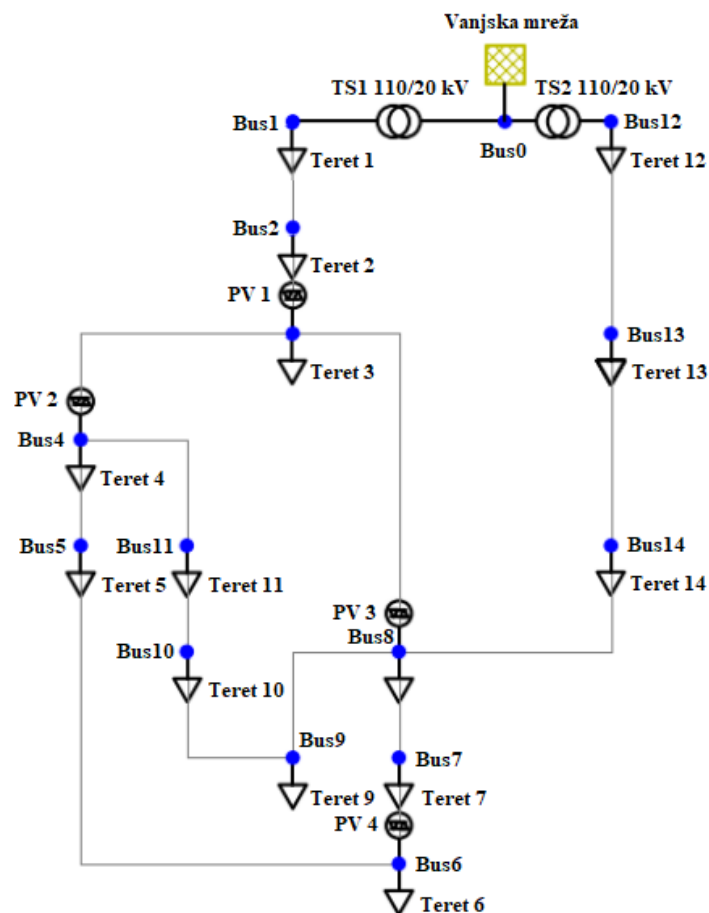 Vanjska mreža
TS1 110/20 kV
TS2 110/20 kV
Bus1
Bus0
Bus12
Teret 1
Teret 12
Bus2
Teret 2
PV 1
Bus13
Teret 3
Teret 13
PV 2
Bus4
Teret 4
Bus5
Bus11
Bus14
Teret 5
Teret 11
Teret 14
PV 3
Bus8
Bus10
Teret 10
Bus9
Bus7
Teret 9
Teret 7
PV 4
Bus6
Teret 6